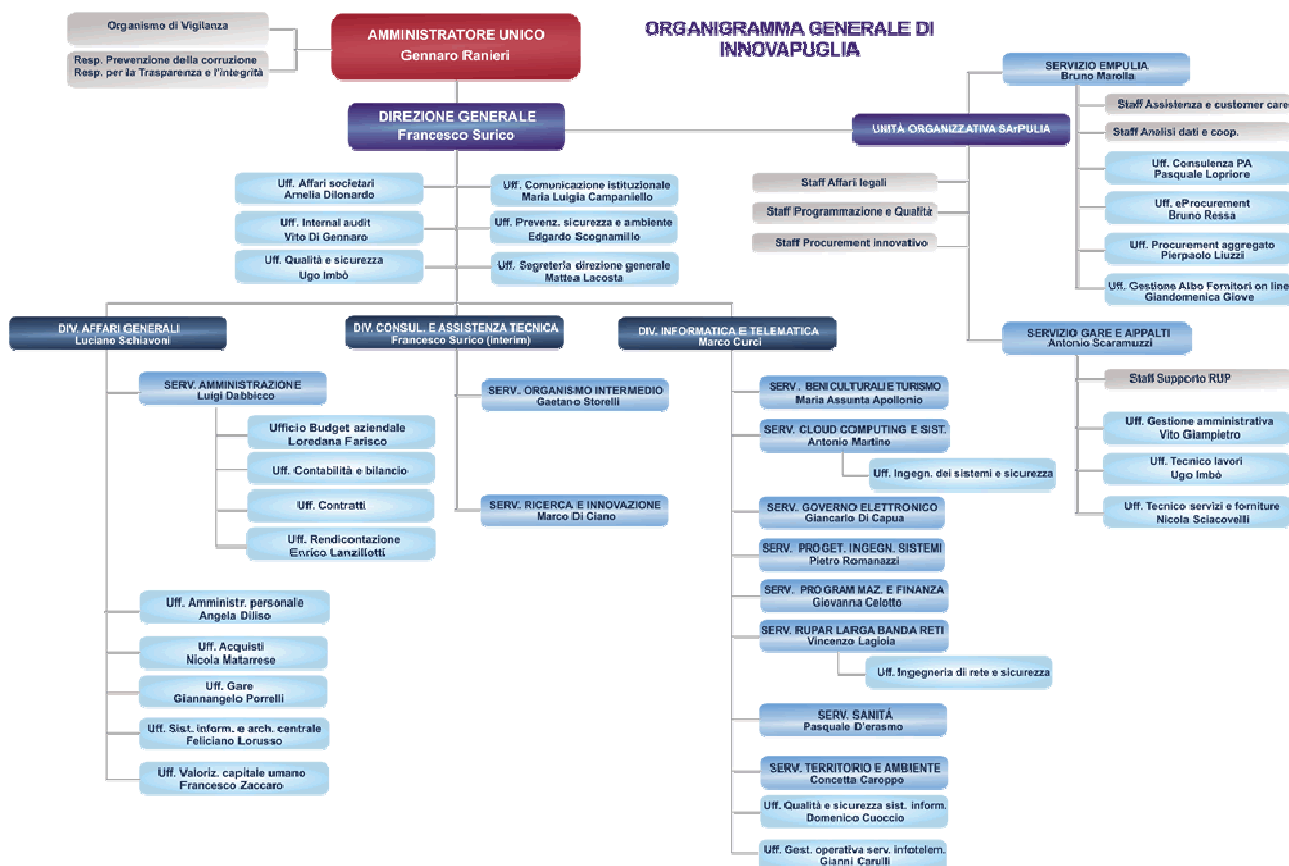 ORGANIGRAMMA GENERALE DI
INNOVAPUGLIA
Organismo di Vigilanza
Resp. Prevenzione della corruzione
Resp. per la Trasparenza e l'integrità
AMMINISTRATORE UNICO
Gennaro Ranieri
DIREZIONE GENERALE
Francesco Surico
Uff. Affari societari
Amelia Dilonardo
Uff. Internal audit
Vito Di Gennaro
Uff. Qualità e sicurezza
Ugo Imbò
Uff. Comunicazione istituzionale
Maria Luigia Campaniello
Uff. Prevenz. sicurezza e ambiente
Edgardo Scognamillo
Uff. Segreteria direzione generale
Mattea Lacosta
UNITÀ ORGANIZZATIVA SArPULIA
Staff Affari legali
Staff Programmazione e Qualità
Staff Procurement innovativo
SERVIZIO EMPULIA
Bruno Marolla
Staff Assistenza e customer care
Staff Analisi dati e coop.
Uff. Consulenza PA
Pasquale Lopriore
Uff. eProcurement
Bruno Ressa
Uff. Procurement aggregato
Pierpaolo Liuzzi
Uff. Gestione Albo Fornitori on line
Giandomenica Giove
SERVIZIO GARE E APPALTI
Antonio Scaramuzzi
Staff Supporto RUP
Uff. Gestione amministrativa
Vito Giampietro
Uff. Tecnico lavori
Ugo Imbò
Uff. Tecnico servizi e forniture
Nicola Sciacovelli
DIV. AFFARI GENERALI
Luciano Schiavoni
SERV. AMMINISTRAZIONE
Luigi Dabbicco
Ufficio Budget aziendale
Loredana Farisco
Uff. Contabilità e bilancio
Uff. Contratti
Uff. Rendicontazione
Enrico Lanzillotti
Uff. Amministr. personale
Angela Diliso
Uff. Acquisti
Nicola Matarrese
Uff. Gare
Giannangelo Porrelli
Uff. Sist. inform. e arch. centrale
Feliciano Lorusso
Uff. Valoriz. capitale umano
Francesco Zaccaro
DIV. CONSUL. E ASSISTENZA TECNICA
Francesco Surico (interim)
SERV. ORGANISMO INTERMEDIO
Gaetano Storelli
SERV. RICERCA E INNOVAZIONE
Marco Di Ciano
DIV. INFORMATICA E TELEMATICA
Marco Curci
SERV. BENI CULTURALI E TURISMO
Maria Assunta Apollonio
SERV. CLOUD COMPUTING E SIST.
Antonio Martino
Uff. Ingegn. dei sistemi e sicurezza
SERV. GOVERNO ELETTRONICO
Giancarlo Di Capua
SERV. PROGET. INGEGN. SISTEMI
Pietro Romanazzi
SERV. PROGRAMMAZ. E FINANZA
Giovanna Celotto
SERV. RUPAR LARGA BANDA RETI
Vincenzo Lagioia
Uff. Ingegneria di rete e sicurezza
SERV. SANITÁ
Pasquale D'erasmo
SERV. TERRITORIO E AMBIENTE
Concetta Caroppo
Uff. Qualità e sicurezza sist. inform.
Domenico Cuoccio
Uff. Gest. operativa serv. infotelem.
Gianni Carulli